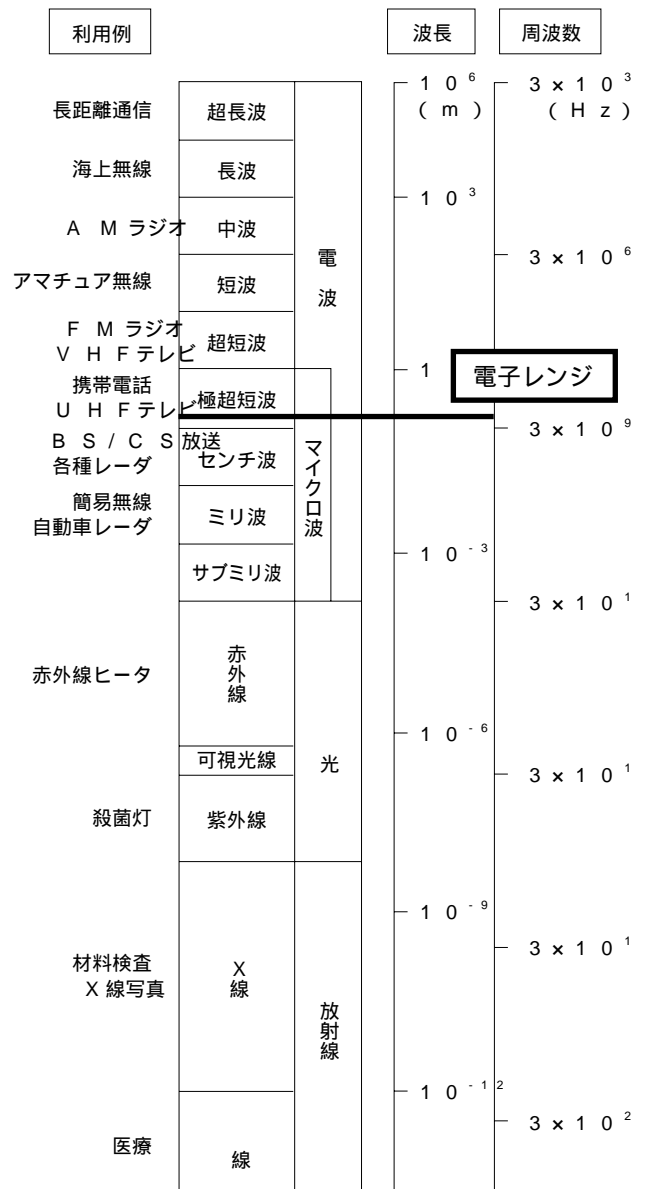 利用例 波長 周波数
長距離通信 超長波 10⁶ 3×10³
(m) (Hz)
海上無線 長波
10³
AMラジオ 中波
電波
3×10⁶
アマチュア無線 短波
FMラジオ 超短波
VHFテレビ
1 電子レンジ
携帯電話 極超短波
UHFテレビ
3×10⁹
BS/CS放送
各種レーダ センチ波
マイクロ波
簡易無線 ミリ波
自動車レーダ
10⁻³
サブミリ波
3×10¹
赤外線ヒータ 赤外線
10⁻⁶
可視光線 光
3×10¹
殺菌灯 紫外線
10⁻⁹
3×10¹
材料検査 X線
X線写真
放射線
10⁻¹²
3×10²
医療 線